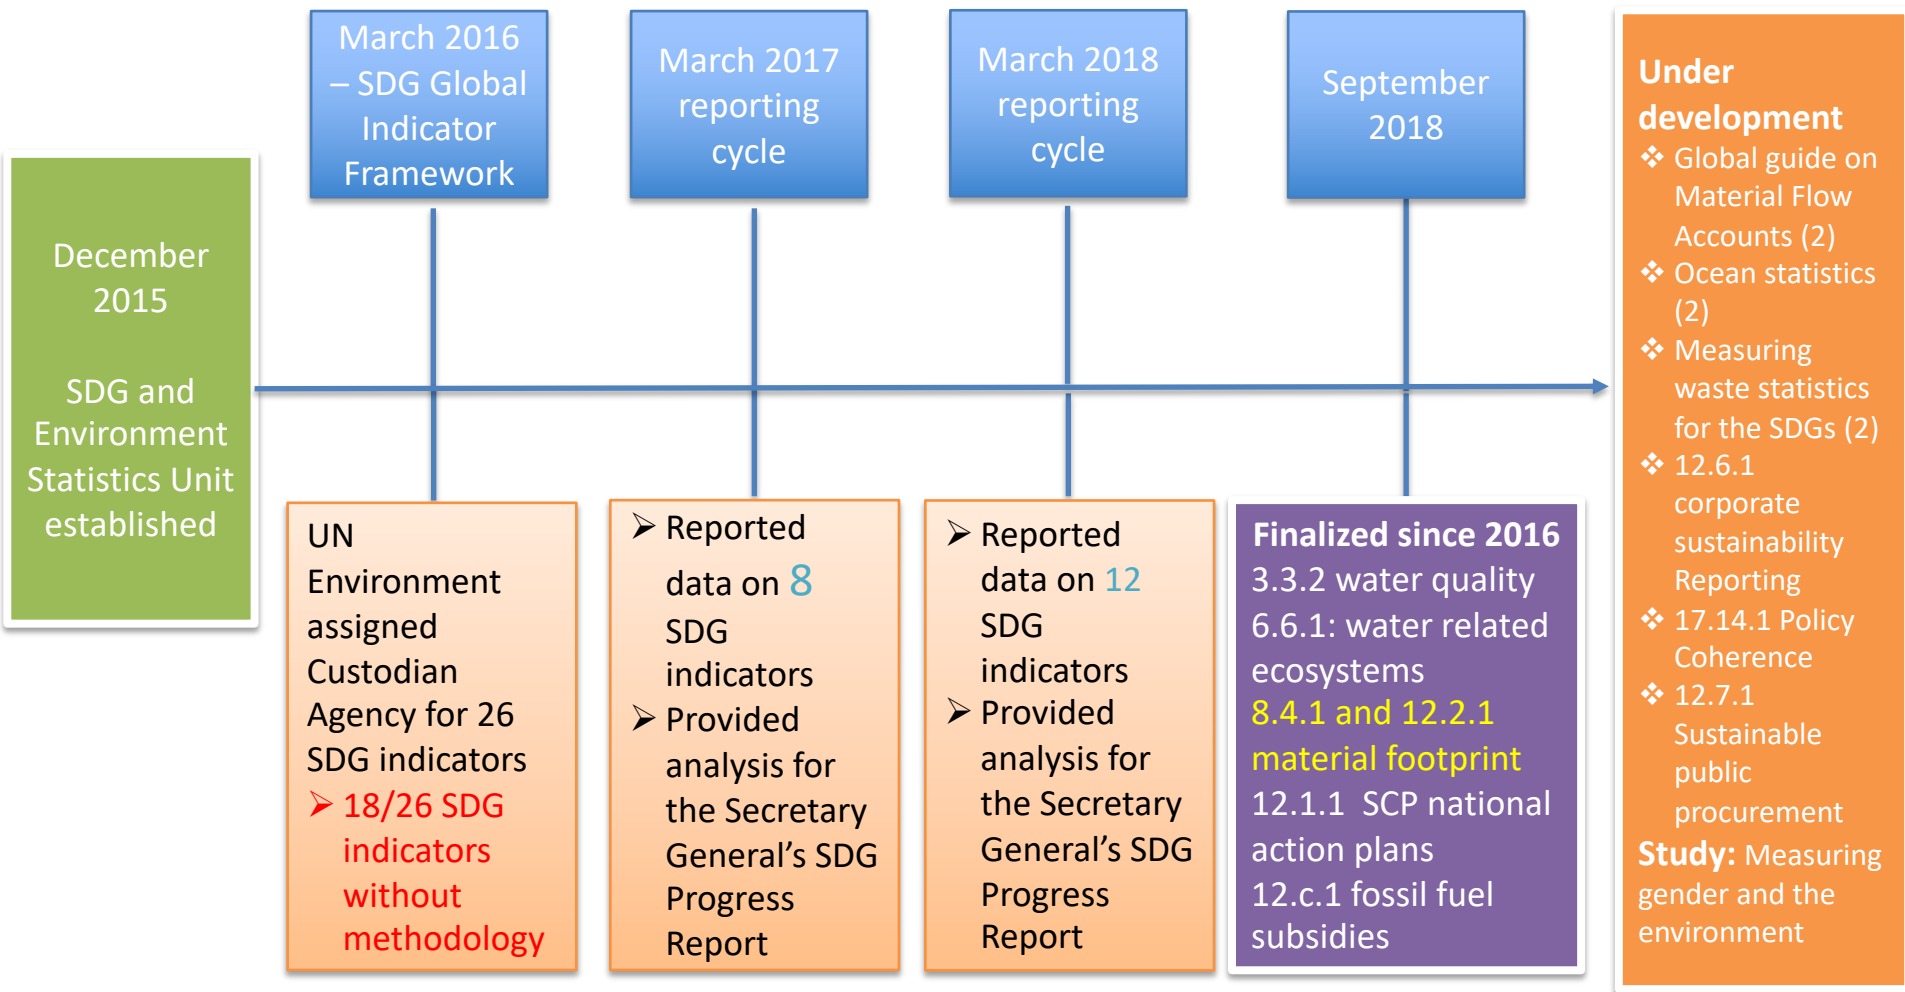 December
2015
SDG and
Environment
Statistics Unit
established
March 2016
– SDG Global
Indicator
Framework
UN
Environment
assigned
Custodian
Agency for 26
SDG indicators
➢ 18/26 SDG
indicators
without
methodology
March 2017
reporting
cycle
➢ Reported
data on 8
SDG
indicators
➢ Provided
analysis for
the Secretary
General’s SDG
Progress
Report
March 2018
reporting
cycle
➢ Reported
data on 12
SDG
indicators
➢ Provided
analysis for
the Secretary
General’s SDG
Progress
Report
September
2018
Finalized since 2016
3.3.2 water quality
6.6.1: water related
ecosystems
8.4.1 and 12.2.1
material footprint
12.1.1 SCP national
action plans
12.c.1 fossil fuel
subsidies
Under
development
❖ Global guide on
Material Flow
Accounts (2)
❖ Ocean statistics
(2)
❖ Measuring
waste statistics
for the SDGs (2)
❖ 12.6.1
corporate
sustainability
Reporting
❖ 17.14.1 Policy
Coherence
❖ 12.7.1
Sustainable
public
procurement
Study: Measuring
gender and the
environment